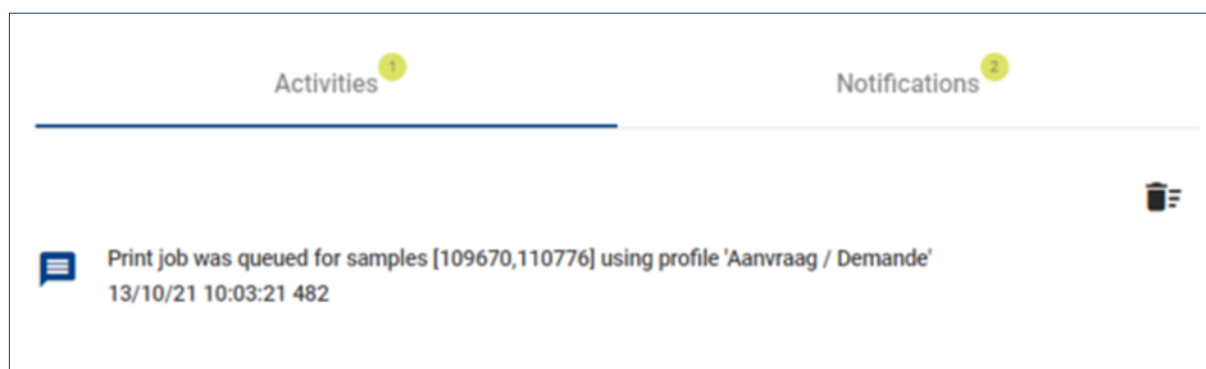 Activities 1
Notifications 2
Print job was queued for samples [109670,110776] using profile 'Aanvraag / Demande'
13/10/21 10:03:21 482